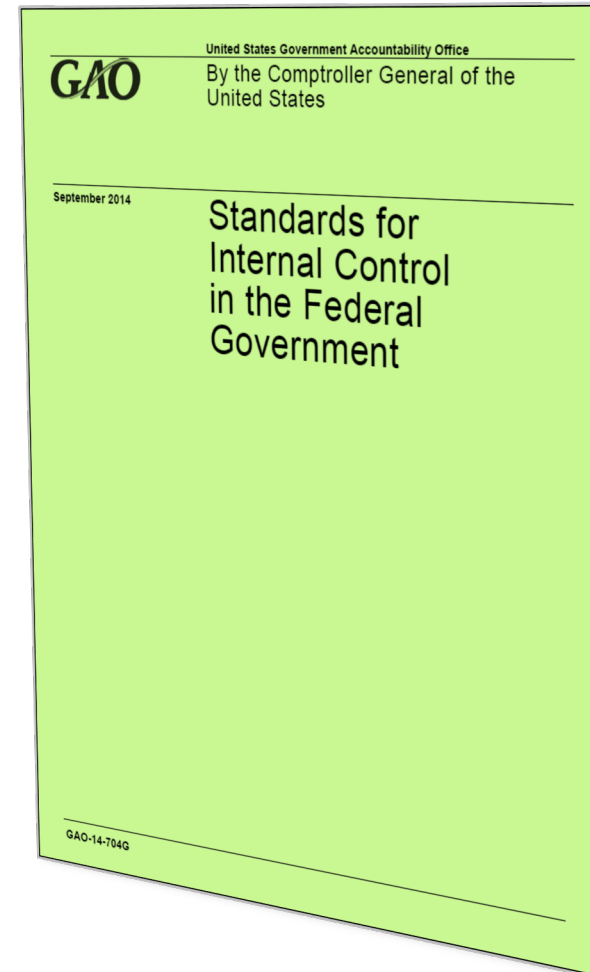 United States Government Accountability Office
GAO
By the Comptroller General of the
United States
September 2014
Standards for
Internal Control
in the Federal
Government
GAO-14-704G